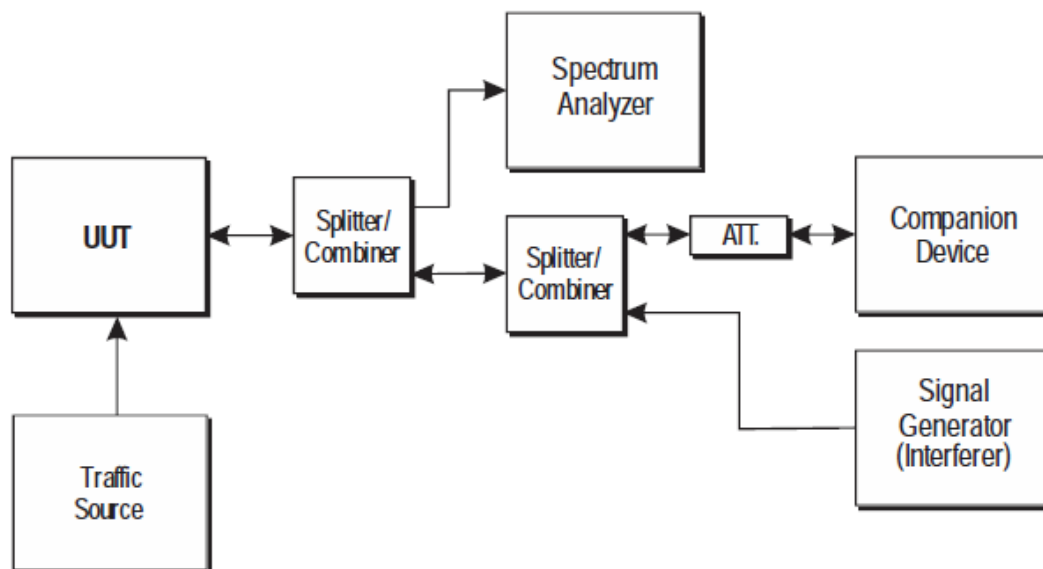 Spectrum
Analyzer
UUT
Splitter/
Combiner
Splitter/
Combiner
ATT.
Companion
Device
Signal
Generator
(Interferer)
Traffic
Source